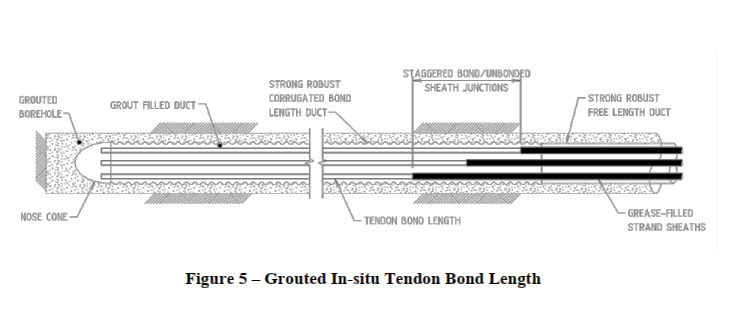 GROUTED
BOREHOLE
GROUT FILLED DUCT
STRONG ROBUST
CORRUGATED BOND
LENGTH DUCT
STAGGERED BOND/UNBONDED
SHEATH JUNCTIONS
STRONG ROBUST
FREE LENGTH DUCT
NOSE CONE
TENDON BOND LENGTH
GREASE-FILLED
STRAND SHEATHS
Figure 5 – Grouted In-situ Tendon Bond Length